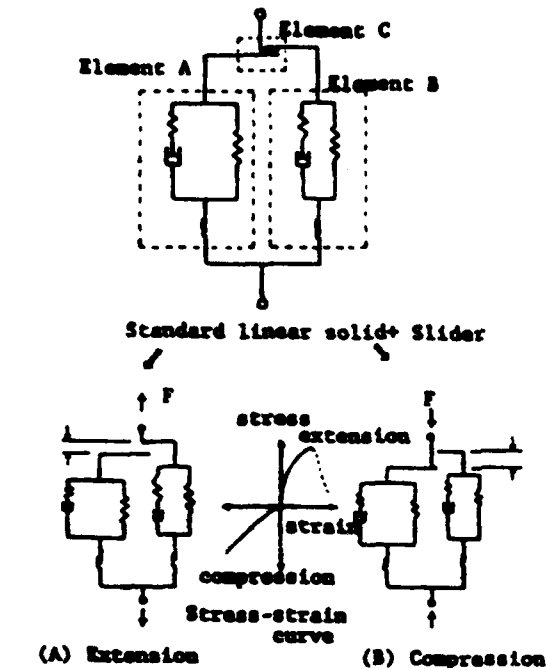 Element C
Element A
Element B
Standard linear solid+ Slider
F
F
stress
extension
strain
compression
Stress-strain
curve
(A) Extension
(B) Compression